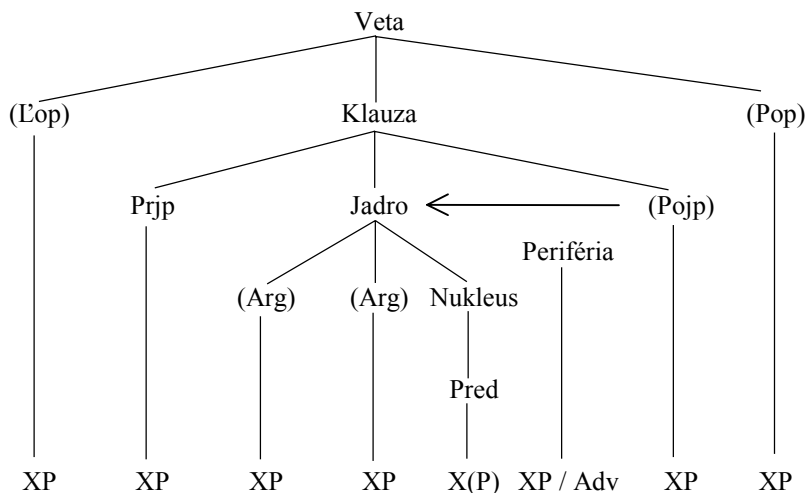 Veta
(Ľop) Klauza (Pop)
Prjp Jadro (Pojp)
Periféria
(Arg) (Arg) Nukleus
Pred
XP XP XP XP X(P) XP / Adv XP XP